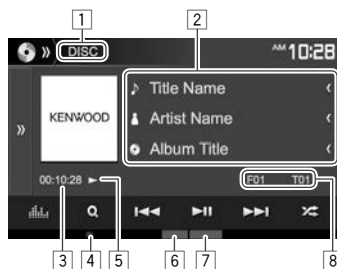 1 2
» DISC AM 10:28
KENWOOD
Title Name
Artist Name
Album Title
»
00:10:28 F01 T01
3 4 5 6 7 8